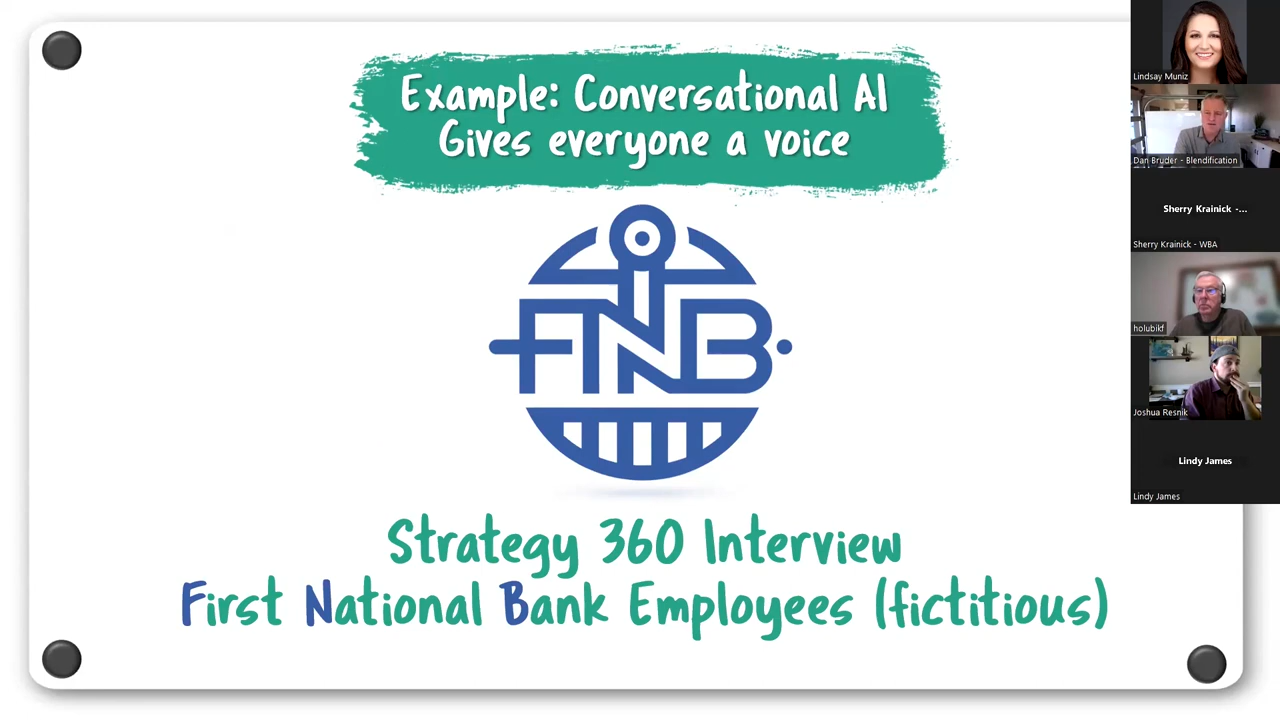 Example: Conversational AI
Gives everyone a voice
FNB
Strategy 360 Interview
First National Bank Employees (fictitious)
Lindsay Muniz
Dan Bruder - Blendification
Sherry Krainick -...
Sherry Krainick - WBA
holubikf
Joshua Resnik
Lindy James
Lindy James